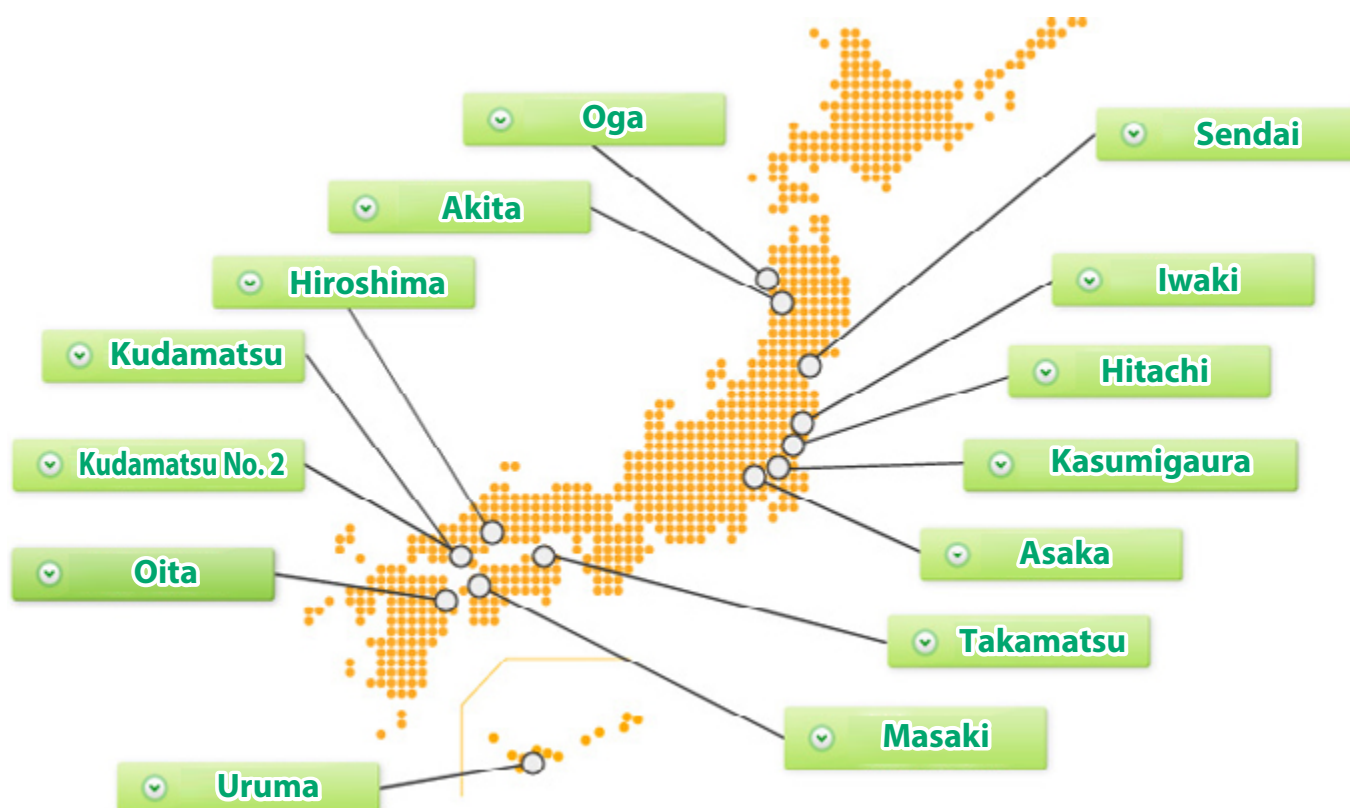 Oga
Sendai
Akita
Hiroshima
Iwaki
Kudamatsu
Hitachi
Kudamatsu No. 2
Kasumigaura
Asaka
Oita
Takamatsu
Masaki
Uruma